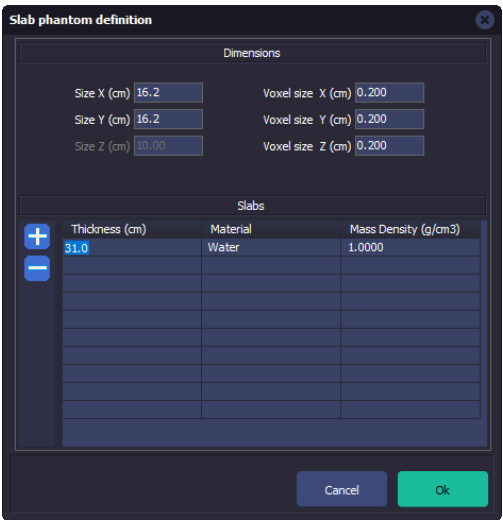 Slab phantom definition
Dimensions
Size X (cm) 16.2 Voxel size X (cm) 0.200
Size Y (cm) 16.2 Voxel size Y (cm) 0.200
Size Z (cm) 10.00 Voxel size Z (cm) 0.200
Slabs
Thickness (cm) Material Mass Density (g/cm3)
31.0 Water 1.0000
Cancel Ok